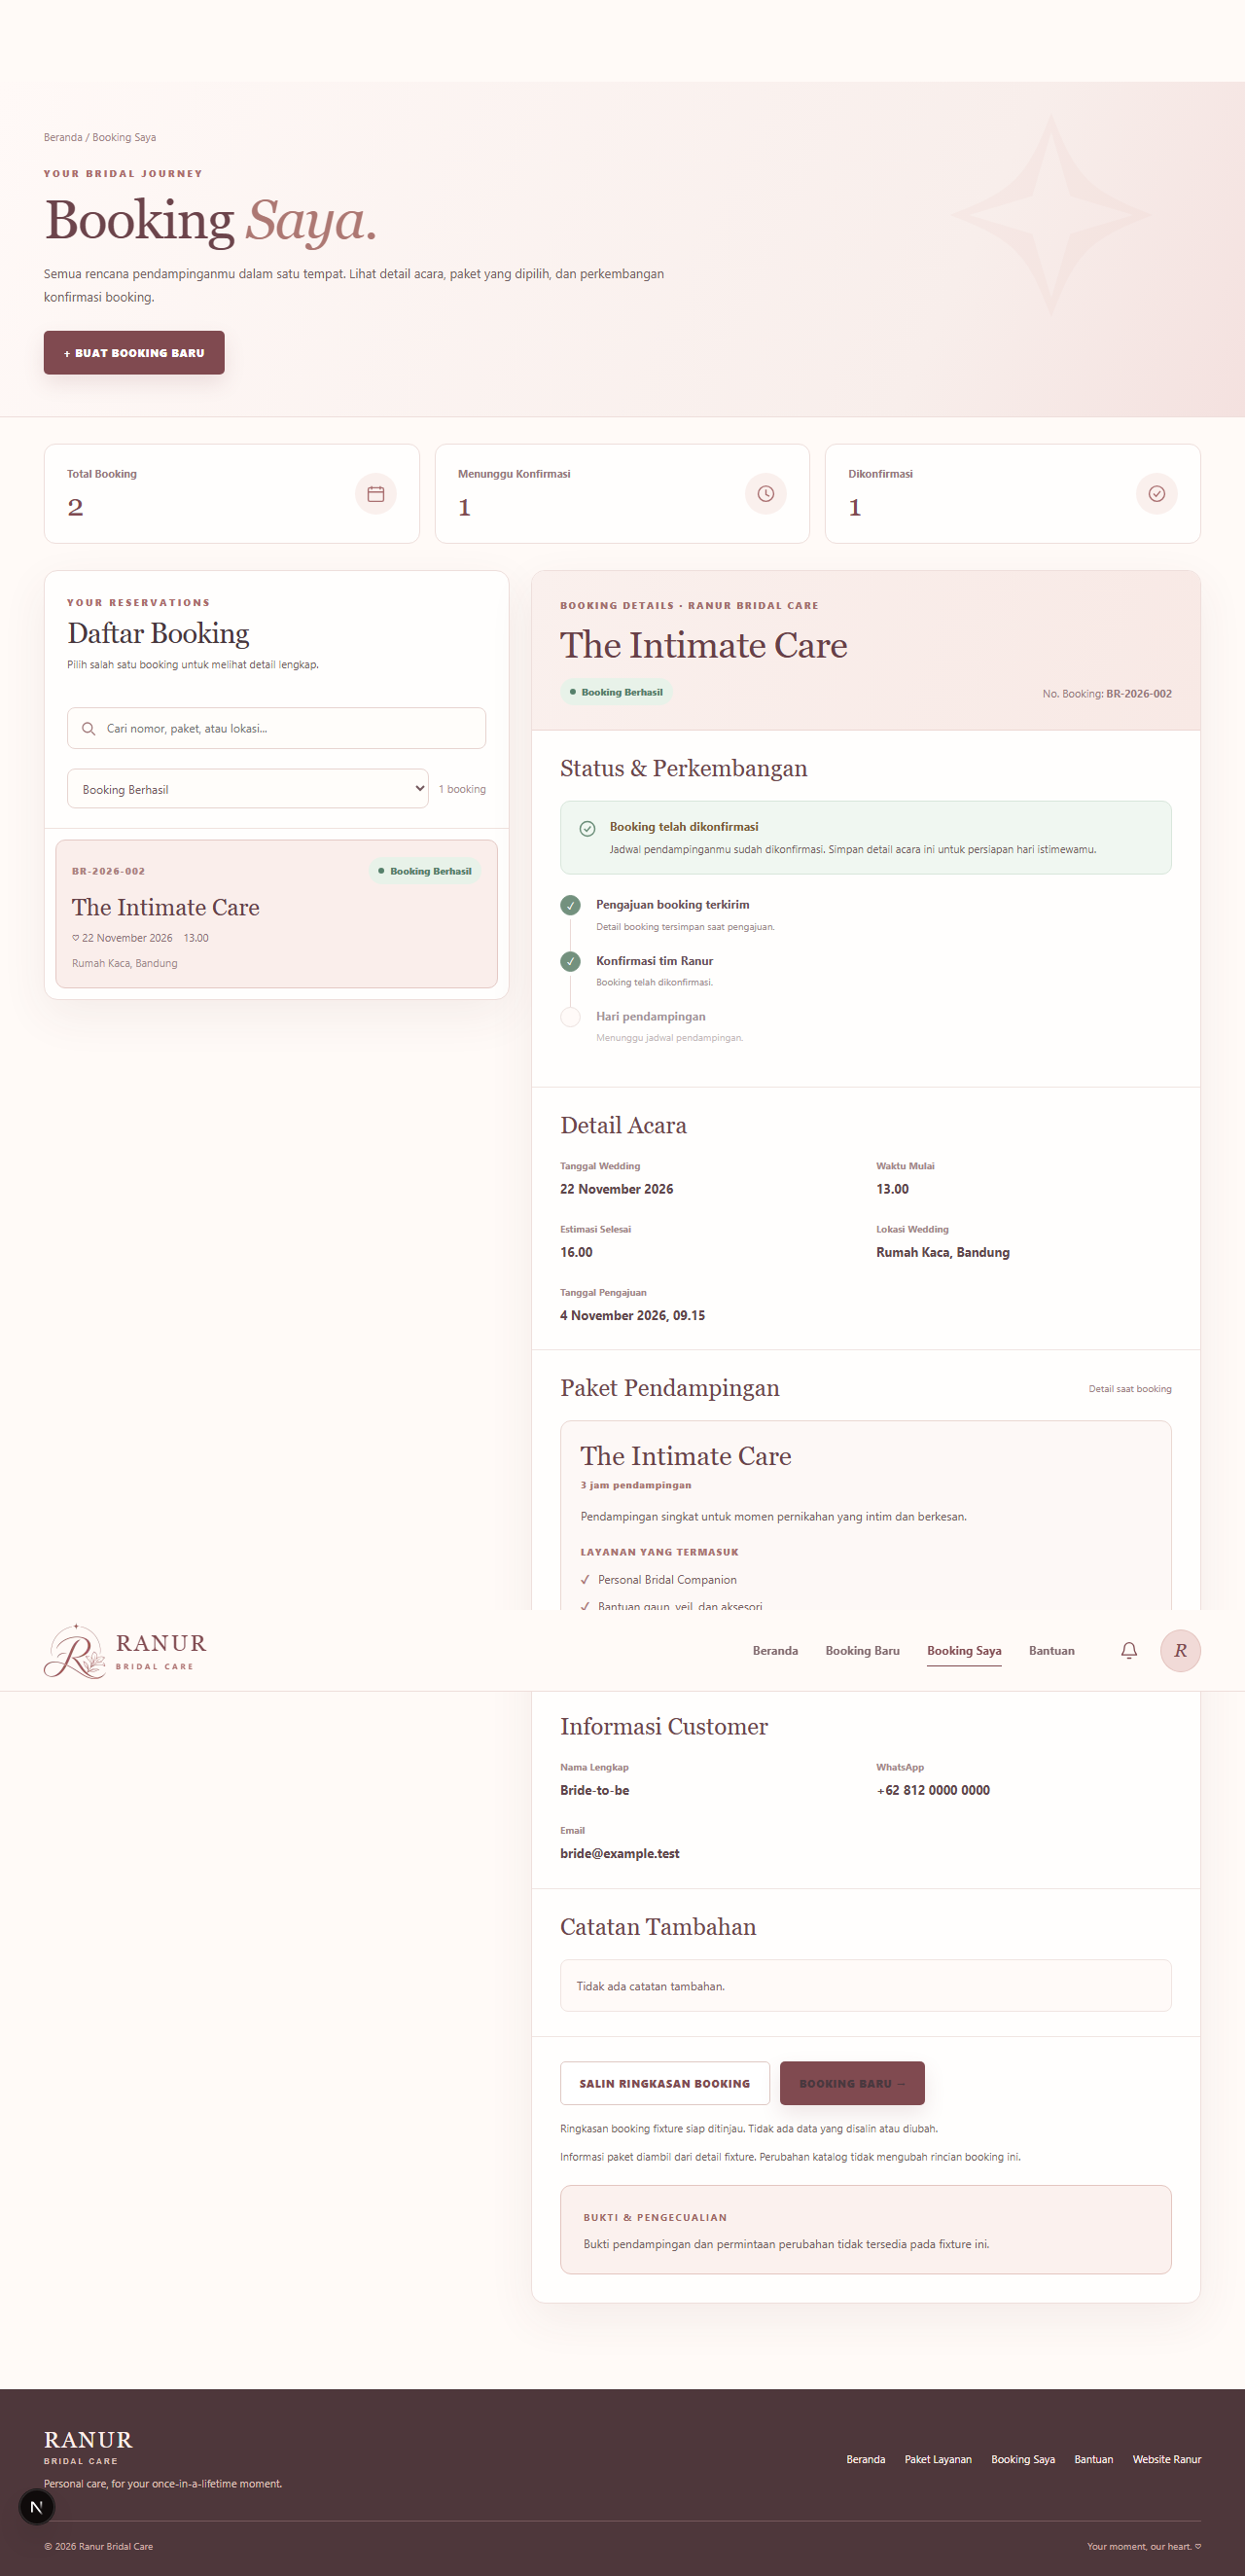 Beranda / Booking Saya
YOUR BRIDAL JOURNEY
Booking Saya.
Semua rencana pendampinganmu dalam satu tempat. Lihat detail acara, paket yang dipilih, dan perkembangan
konfirmasi booking.
+ BUAT BOOKING BARU
Total Booking
2
Menunggu Konfirmasi
1
Dikonfirmasi
1
YOUR RESERVATIONS
Daftar Booking
Pilih salah satu booking untuk melihat detail lengkap.
Cari nomor, paket, atau lokasi...
Booking Berhasil
1 booking
BR-2026-002
Booking Berhasil
The Intimate Care
♡ 22 November 2026 13.00
Rumah Kaca, Bandung
BOOKING DETAILS • RANUR BRIDAL CARE
The Intimate Care
Booking Berhasil
No. Booking: BR-2026-002
Status & Perkembangan
Booking telah dikonfirmasi
Jadwal pendampinganmu sudah dikonfirmasi. Simpan detail acara ini untuk persiapan hari istimewamu.
✓ Pengajuan booking terkirim
Detail booking tersimpan saat pengajuan.
✓ Konfirmasi tim Ranur
Booking telah dikonfirmasi.
Hari pendampingan
Menunggu jadwal pendampingan.
Detail Acara
Tanggal Wedding
22 November 2026
Waktu Mulai
13.00
Estimasi Selesai
16.00
Lokasi Wedding
Rumah Kaca, Bandung
Tanggal Pengajuan
4 November 2026, 09.15
Paket Pendampingan
Detail saat booking
The Intimate Care
3 jam pendampingan
Pendampingan singkat untuk momen pernikahan yang intim dan berkesan.
LAYANAN YANG TERMASUK
✓ Personal Bridal Companion
✓ Bantuan gaun, veil, dan aksesori
R
RANUR
BRIDAL CARE
Beranda
Booking Baru
Booking Saya
Bantuan
R
Informasi Customer
Nama Lengkap
Bride-to-be
WhatsApp
+62 812 0000 0000
Email
bride@example.test
Catatan Tambahan
Tidak ada catatan tambahan.
SALIN RINGKASAN BOOKING
BOOKING BARU →
Ringkasan booking fixture siap ditinjau. Tidak ada data yang disalin atau diubah.
Informasi paket diambil dari detail fixture. Perubahan katalog tidak mengubah rincian booking ini.
BUKTI & PENGECUALIAN
Bukti pendampingan dan permintaan perubahan tidak tersedia pada fixture ini.
RANUR
BRIDAL CARE
Personal care, for your once-in-a-lifetime moment.
Beranda
Paket Layanan
Booking Saya
Bantuan
Website Ranur
N
© 2026 Ranur Bridal Care
Your moment, our heart. ♡